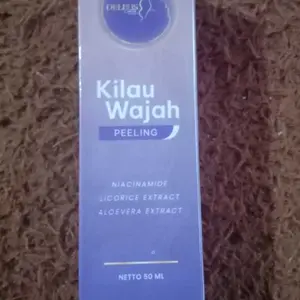 Kilau
Wajah
PEELING
NIACINAMIDE
LICORICE EXTRACT
ALOEVERA EXTRACT
NETTO 50 ML